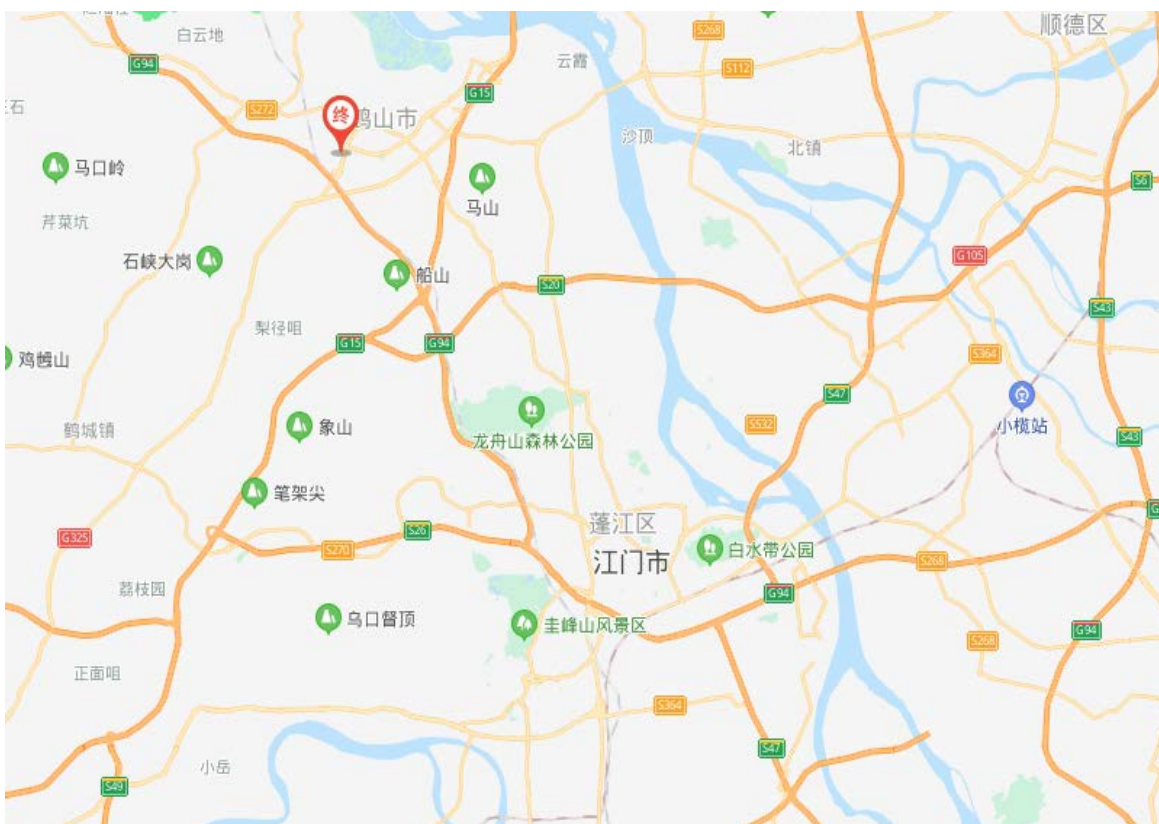 白云地
S268
顺德区
云霞
G94
S112
G15
S272
终
鹤山市
沙顶
北镇
马口岭
马山
S6
芹菜坑
石峡大岗
G105
船山
S20
S43
梨径咀
G15
G94
S364
鸡乸山
S47
小榄站
象山
S532
鹤城镇
龙舟山森林公园
S43
笔架尖
蓬江区
S26
G325
S270
白水带公园
江门市
S268
荔枝园
G94
乌口督顶
圭峰山风景区
G94
S268
正面咀
S364
S47
小岳
S49